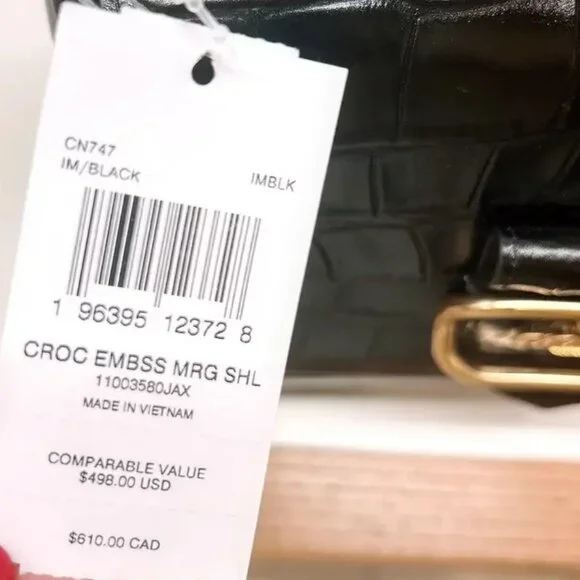 CN747
IM/BLACK IMBLK
1 96395 12372 8
CROC EMBSS MRG SHL
11003580JAX
MADE IN VIETNAM
COMPARABLE VALUE
$498.00 USD
$610.00 CAD